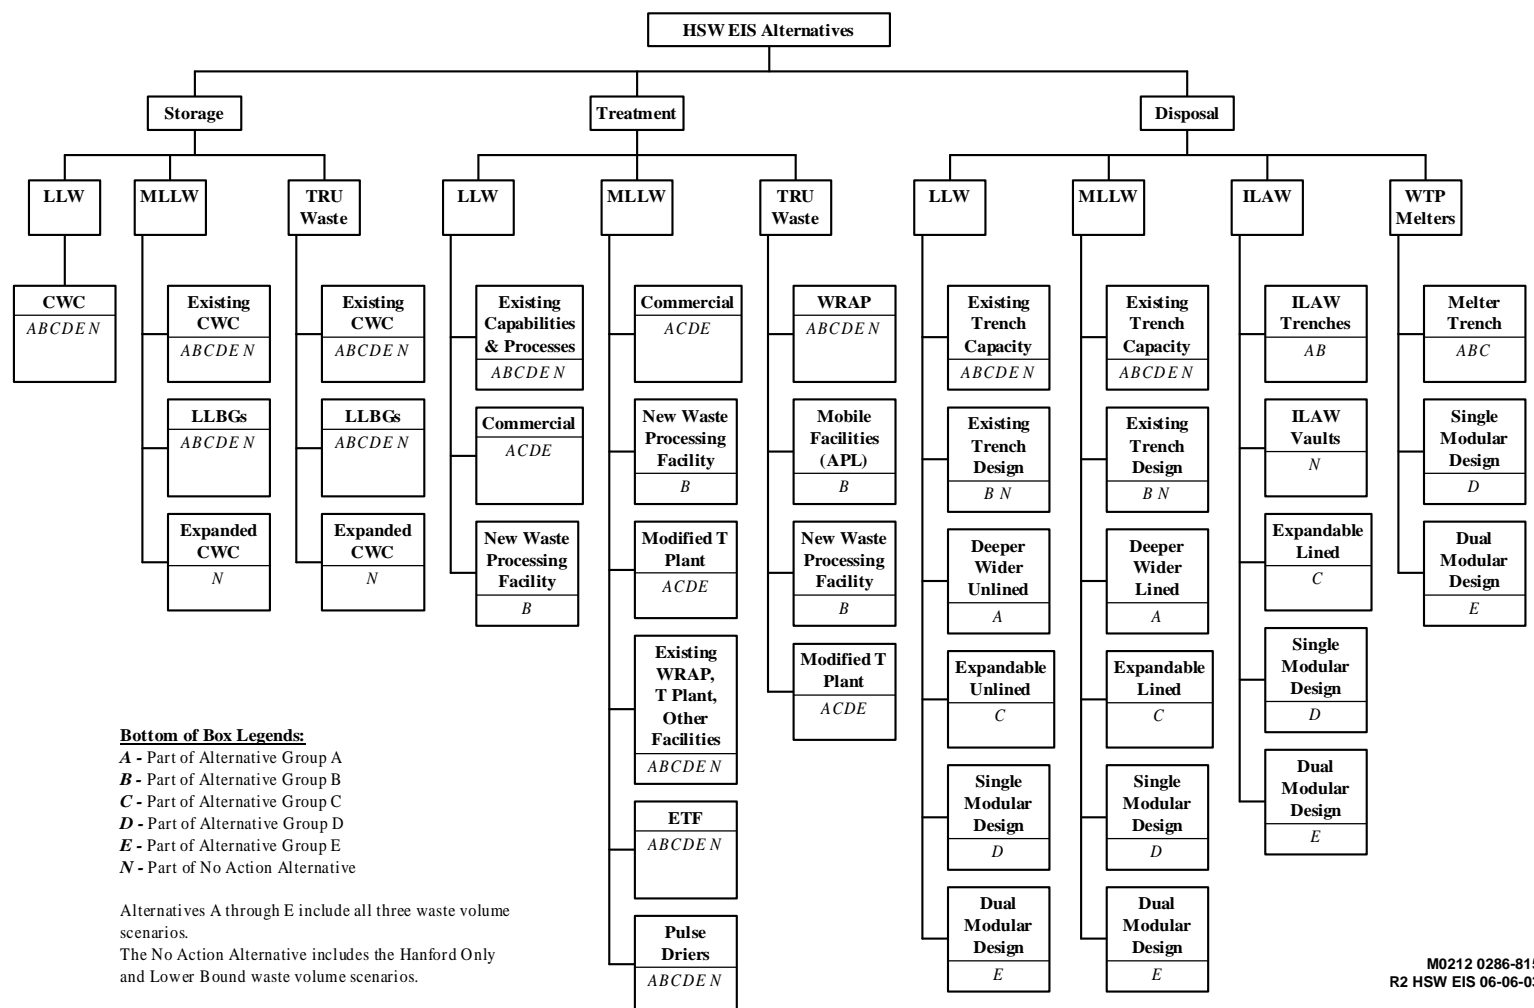 HSW EIS Alternatives
Storage
Treatment
Disposal
LLW
MLLW
TRU
Waste
LLW
MLLW
TRU
Waste
LLW
MLLW
ILAW
WTP
Melters
CWC
ABCDE N
Existing
CWC
ABCDE N
LLBGs
ABCDE N
Expanded
CWC
N
Existing
CWC
ABCDE N
LLBGs
ABCDE N
Expanded
CWC
N
Existing
Capabilities
& Processes
ABCDE N
Commercial
ACDE
New Waste
Processing
Facility
B
Commercial
ACDE
New Waste
Processing
Facility
B
Modified T
Plant
ACDE
Existing
WRAP,
T Plant,
Other
Facilities
ABCDE N
ETF
ABCDE N
Pulse
Driers
ABCDE N
WRAP
ABCDE N
Mobile
Facilities
(APL)
B
New Waste
Processing
Facility
B
Modified T
Plant
ACDE
Existing
Trench
Capacity
ABCDE N
Existing
Trench
Design
B N
Deeper
Wider
Unlined
A
Expandable
Unlined
C
Single
Modular
Design
D
Dual
Modular
Design
E
Existing
Trench
Capacity
ABCDE N
Existing
Trench
Design
B N
Deeper
Wider
Lined
A
Expandable
Lined
C
Single
Modular
Design
D
Dual
Modular
Design
E
ILAW
Trenches
AB
ILAW
Vaults
N
Expandable
Lined
C
Single
Modular
Design
D
Dual
Modular
Design
E
Melter
Trench
ABC
Single
Modular
Design
D
Dual
Modular
Design
E
Bottom of Box Legends:
A - Part of Alternative Group A
B - Part of Alternative Group B
C - Part of Alternative Group C
D - Part of Alternative Group D
E - Part of Alternative Group E
N - Part of No Action Alternative
Alternatives A through E include all three waste volume
scenarios.
The No Action Alternative includes the Hanford Only
and Lower Bound waste volume scenarios.
M0212 0286-815
R2 HSW EIS 06-06-03